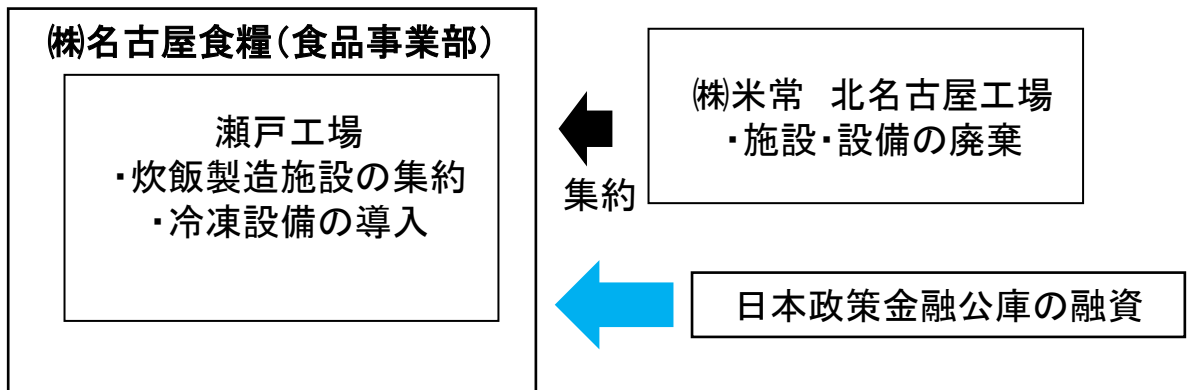 ㈱名古屋食糧(食品事業部)
瀬戸工場
・炊飯製造施設の集約
・冷凍設備の導入
集約
㈱米常 北名古屋工場
・施設・設備の廃棄
日本政策金融公庫の融資